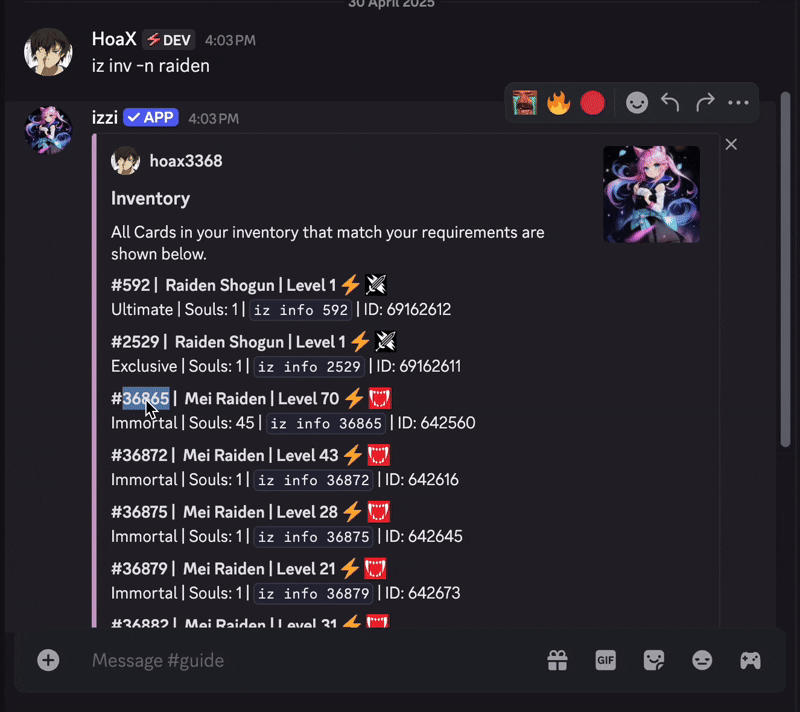 30 April 2025
HoaX DEV 4:03 PM
iz inv -n raiden
izzi APP 4:03 PM
hoax3368
Inventory
All Cards in your inventory that match your requirements are
shown below.
#592 | Raiden Shogun | Level 1
Ultimate | Souls: 1 | iz info 592 | ID: 69162612
#2529 | Raiden Shogun | Level 1
Exclusive | Souls: 1 | iz info 2529 | ID: 69162611
#36865 | Mei Raiden | Level 70
Immortal | Souls: 45 | iz info 36865 | ID: 642560
#36872 | Mei Raiden | Level 43
Immortal | Souls: 1 | iz info 36872 | ID: 642616
#36875 | Mei Raiden | Level 28
Immortal | Souls: 1 | iz info 36875 | ID: 642645
#36879 | Mei Raiden | Level 21
Immortal | Souls: 1 | iz info 36879 | ID: 642673
#36882 | Mei Raiden | Level 31
Message #guide
GIF